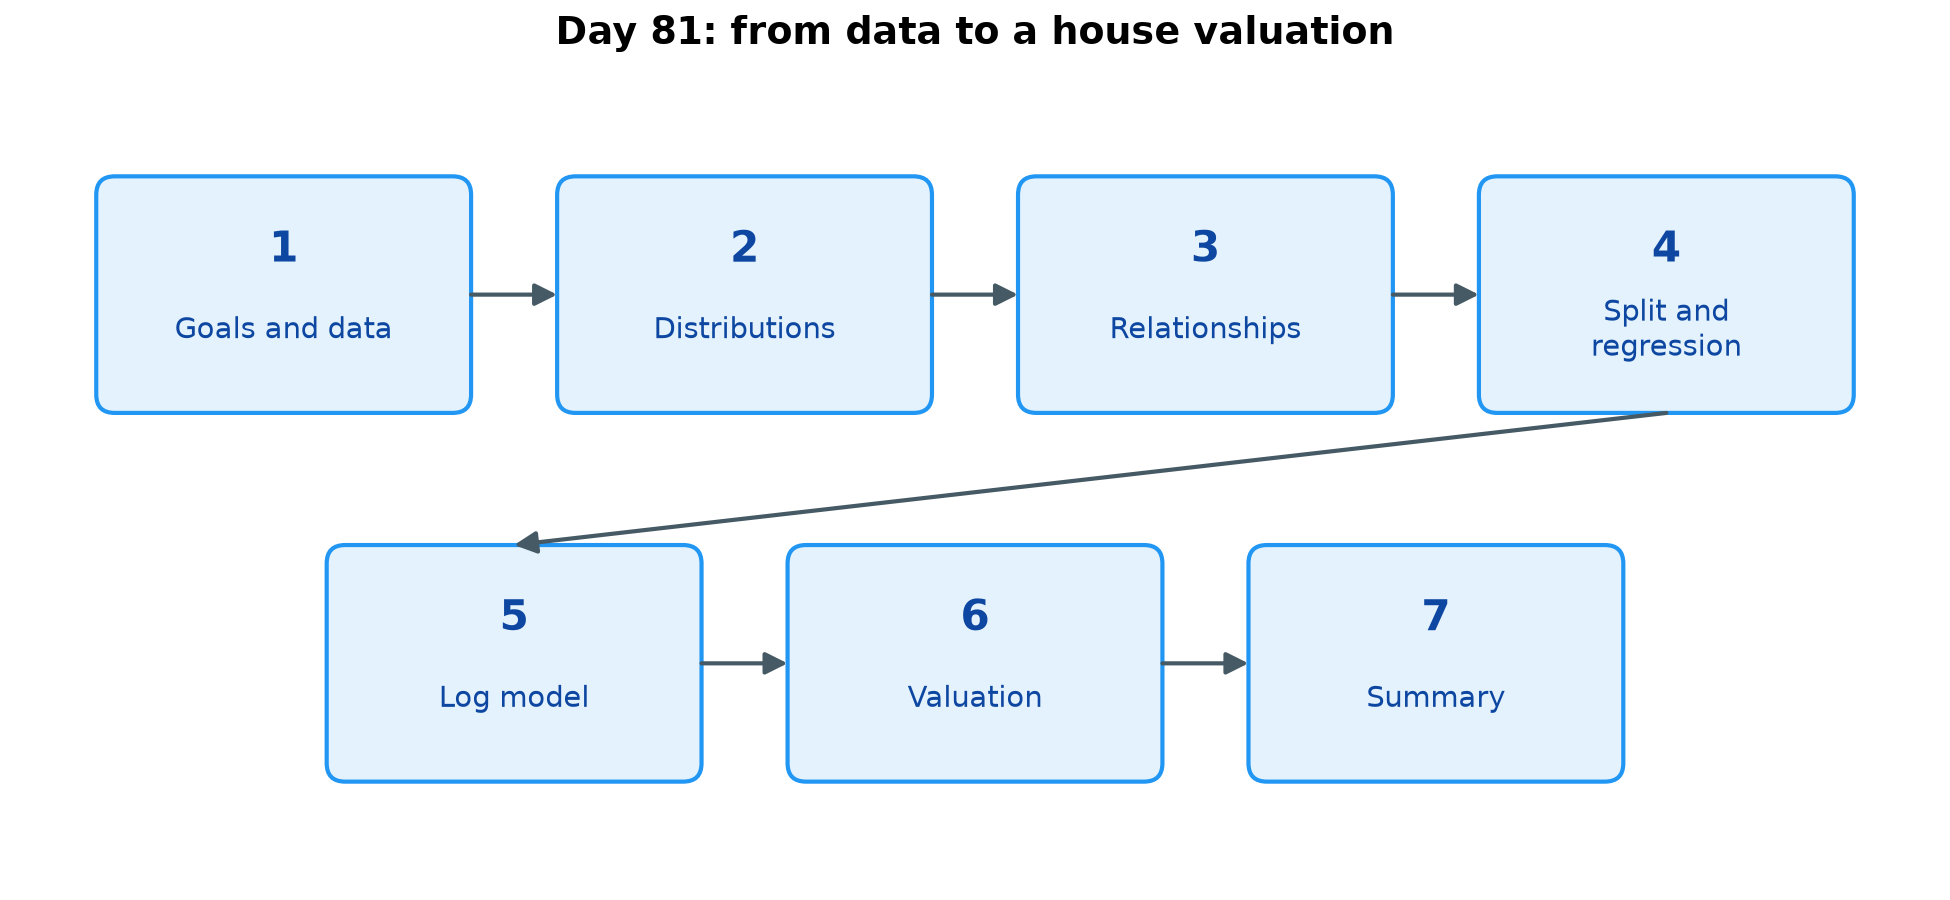 Day 81: from data to a house valuation
1
Goals and data
2
Distributions
3
Relationships
4
Split and
regression
5
Log model
6
Valuation
7
Summary